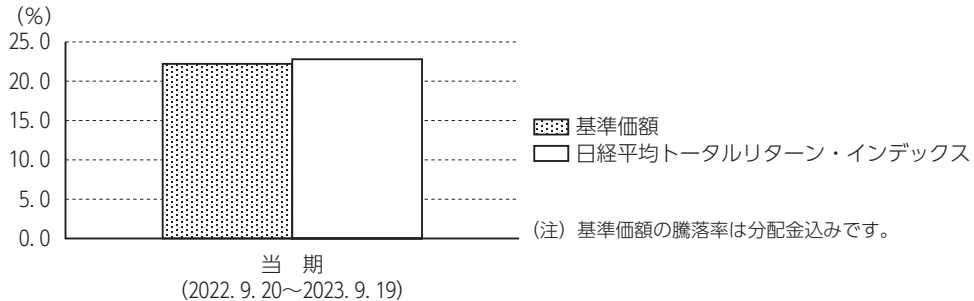 （%）
25. 0
20. 0
15. 0
10. 0
5. 0
0. 0
基準価額
日経平均トータルリターン・インデックス
（注）基準価額の騰落率は分配金込みです。
当　期
(2022. 9. 20～2023. 9. 19)